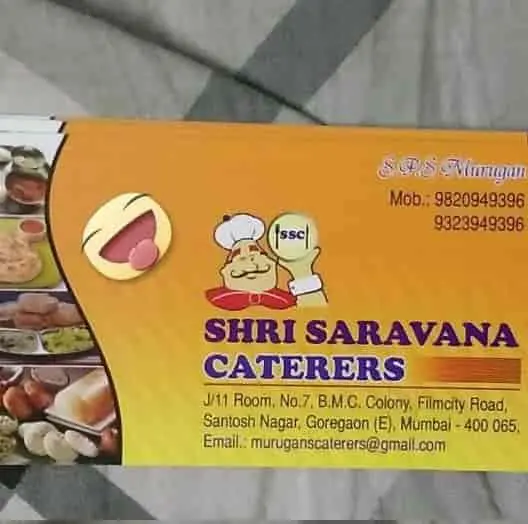 S P.S Murugan
Mob.: 9820949396
9323949396
ssc
SHRI SARAVANA
CATERERS
J/11 Room, No.7, B.M.C. Colony, Filmcity Road,
Santosh Nagar, Goregaon (E), Mumbai - 400 065,
Email.: muruganscaterers@gmail.com